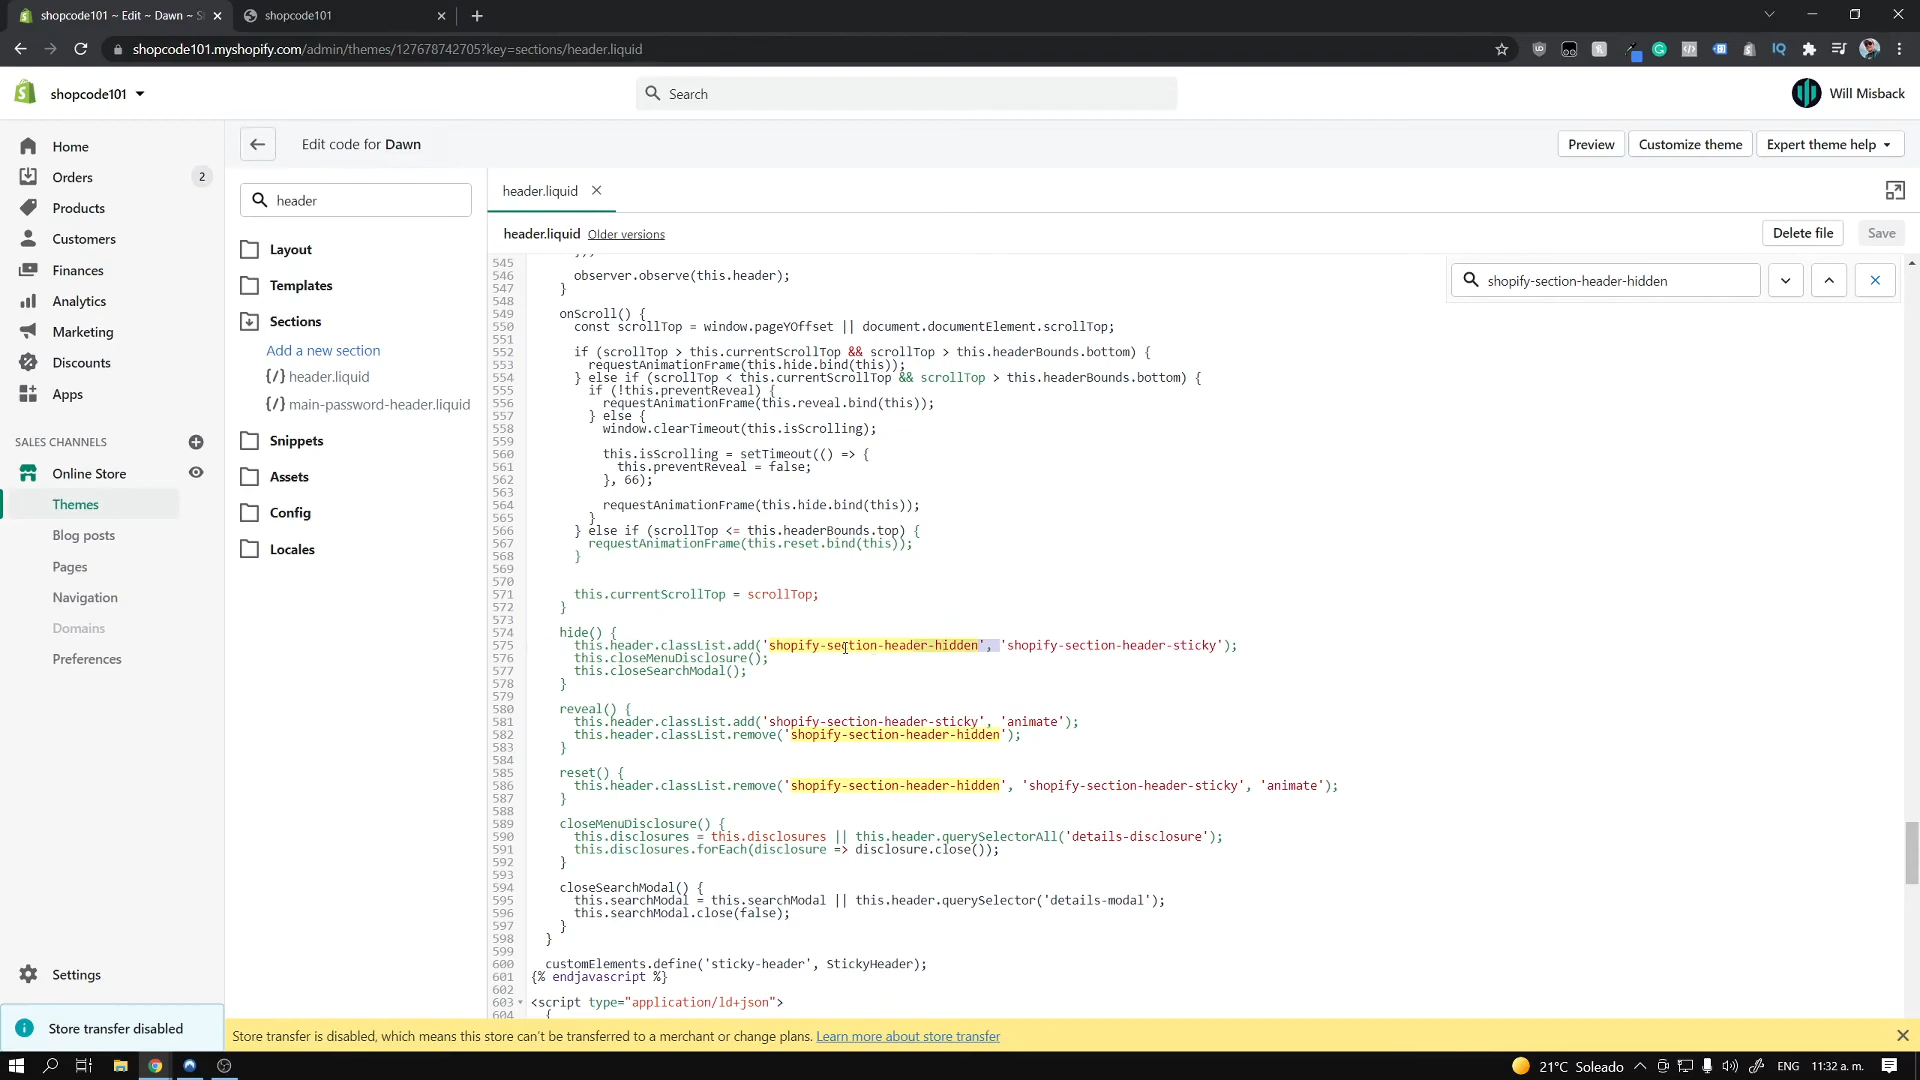 shopcode101 ~ Edit ~ Dawn ~ S
shopcode101
shopcode101.myshopify.com/admin/themes/127678742705?key=sections/header.liquid
shopcode101
Search
Will Misback
Home
Orders
2
Products
Customers
Finances
Analytics
Marketing
Discounts
Apps
SALES CHANNELS
Online Store
Themes
Blog posts
Pages
Navigation
Domains
Preferences
Settings
Store transfer disabled
Edit code for Dawn
Preview
Customize theme
Expert theme help
header
Layout
Templates
Sections
Add a new section
{/} header.liquid
{/} main-password-header.liquid
Snippets
Assets
Config
Locales
header.liquid
header.liquid Older versions
Delete file
Save
shopify-section-header-hidden
545 });
546 observer.observe(this.header);
547 }
548
549 onScroll() {
550 const scrollTop = window.pageYOffset || document.documentElement.scrollTop;
551
552 if (scrollTop > this.currentScrollTop && scrollTop > this.headerBounds.bottom) {
553 requestAnimationFrame(this.hide.bind(this));
554 } else if (scrollTop < this.currentScrollTop && scrollTop > this.headerBounds.bottom) {
555 if (!this.preventReveal) {
556 requestAnimationFrame(this.reveal.bind(this));
557 } else {
558 window.clearTimeout(this.isScrolling);
559
560 this.isScrolling = setTimeout(() => {
561 this.preventReveal = false;
562 }, 66);
563
564 requestAnimationFrame(this.hide.bind(this));
565 }
566 } else if (scrollTop <= this.headerBounds.top) {
567 requestAnimationFrame(this.reset.bind(this));
568 }
569
570
571 this.currentScrollTop = scrollTop;
572 }
573
574 hide() {
575 this.header.classList.add('shopify-section-header-hidden', 'shopify-section-header-sticky');
576 this.closeMenuDisclosure();
577 this.closeSearchModal();
578 }
579
580 reveal() {
581 this.header.classList.add('shopify-section-header-sticky', 'animate');
582 this.header.classList.remove('shopify-section-header-hidden');
583 }
584
585 reset() {
586 this.header.classList.remove('shopify-section-header-hidden', 'shopify-section-header-sticky', 'animate');
587 }
588
589 closeMenuDisclosure() {
590 this.disclosures = this.disclosures || this.header.querySelectorAll('details-disclosure');
591 this.disclosures.forEach(disclosure => disclosure.close());
592 }
593
594 closeSearchModal() {
595 this.searchModal = this.searchModal || this.header.querySelector('details-modal');
596 this.searchModal.close(false);
597 }
598 }
599
600 customElements.define('sticky-header', StickyHeader);
601 {% endjavascript %}
602
603 <script type="application/ld+json">
604 {
Store transfer is disabled, which means this store can't be transferred to a merchant or change plans. Learn more about store transfer
21°C Soleado
ENG
11:32 a. m.